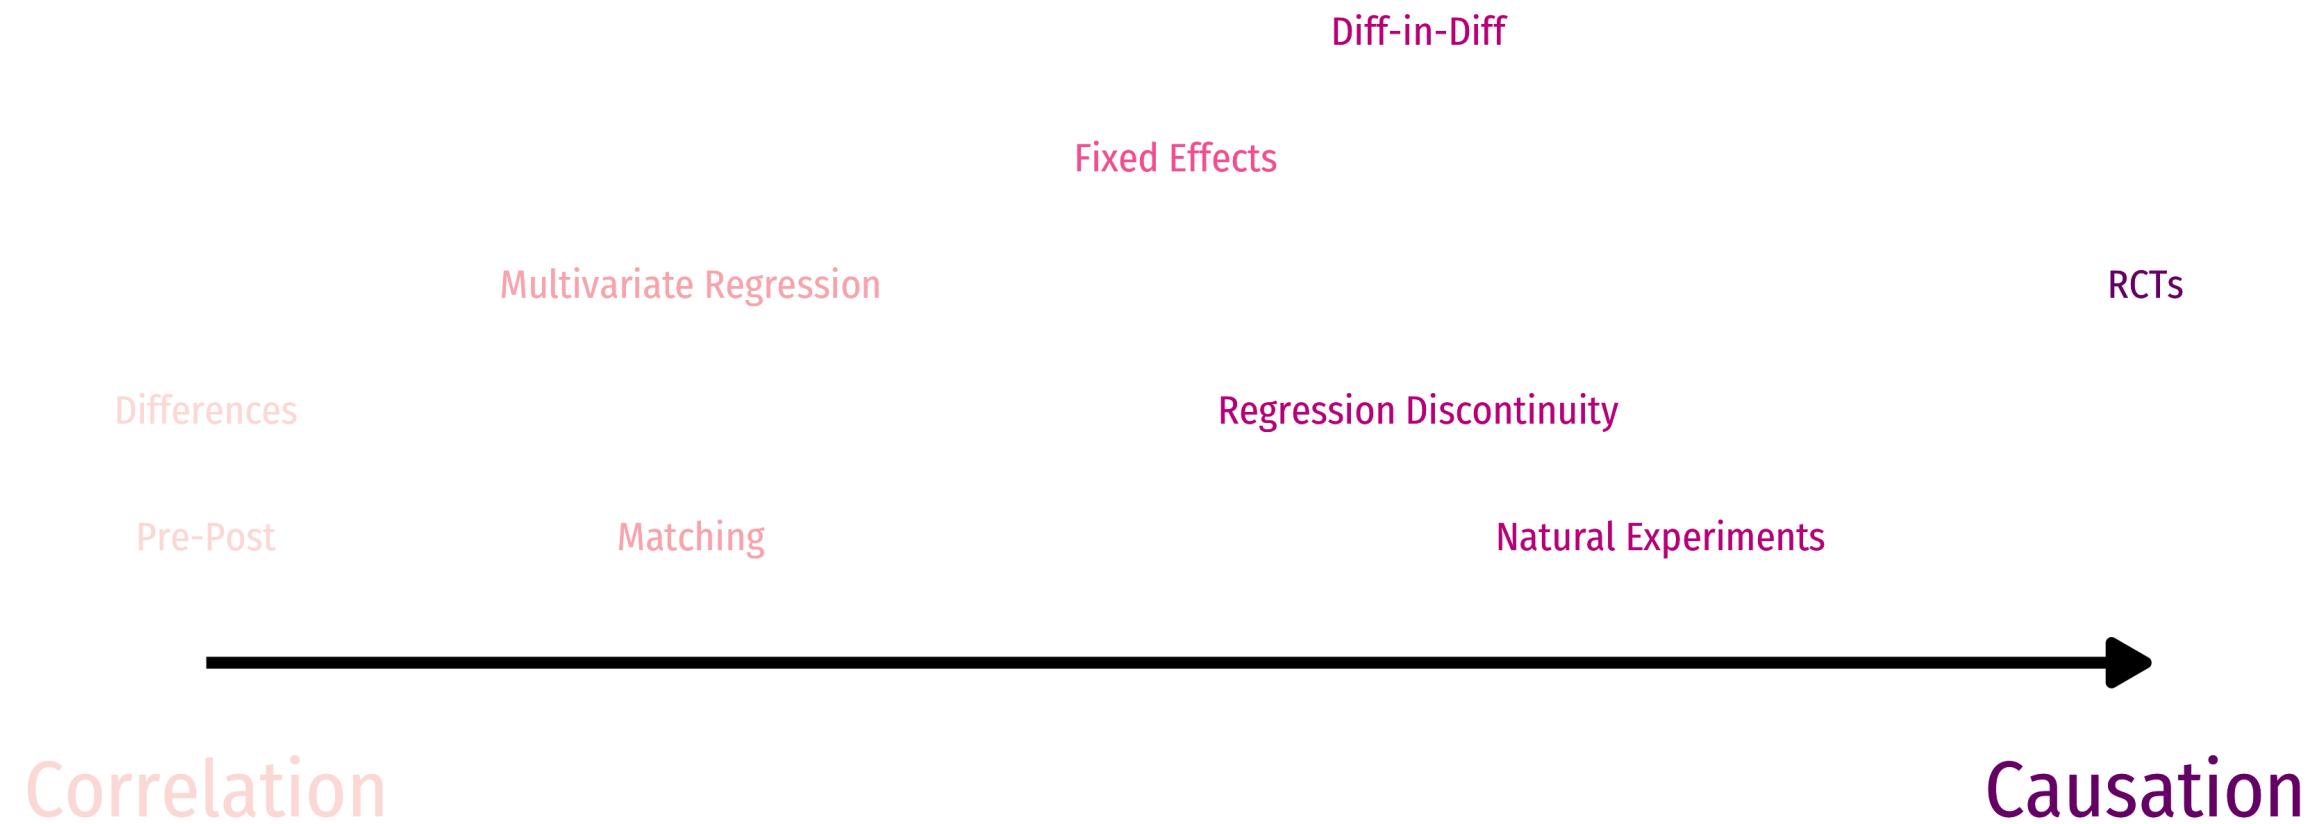 Diff-in-Diff
Fixed Effects
Multivariate Regression
RCTs
Differences
Regression Discontinuity
Pre-Post
Matching
Natural Experiments
Correlation
Causation